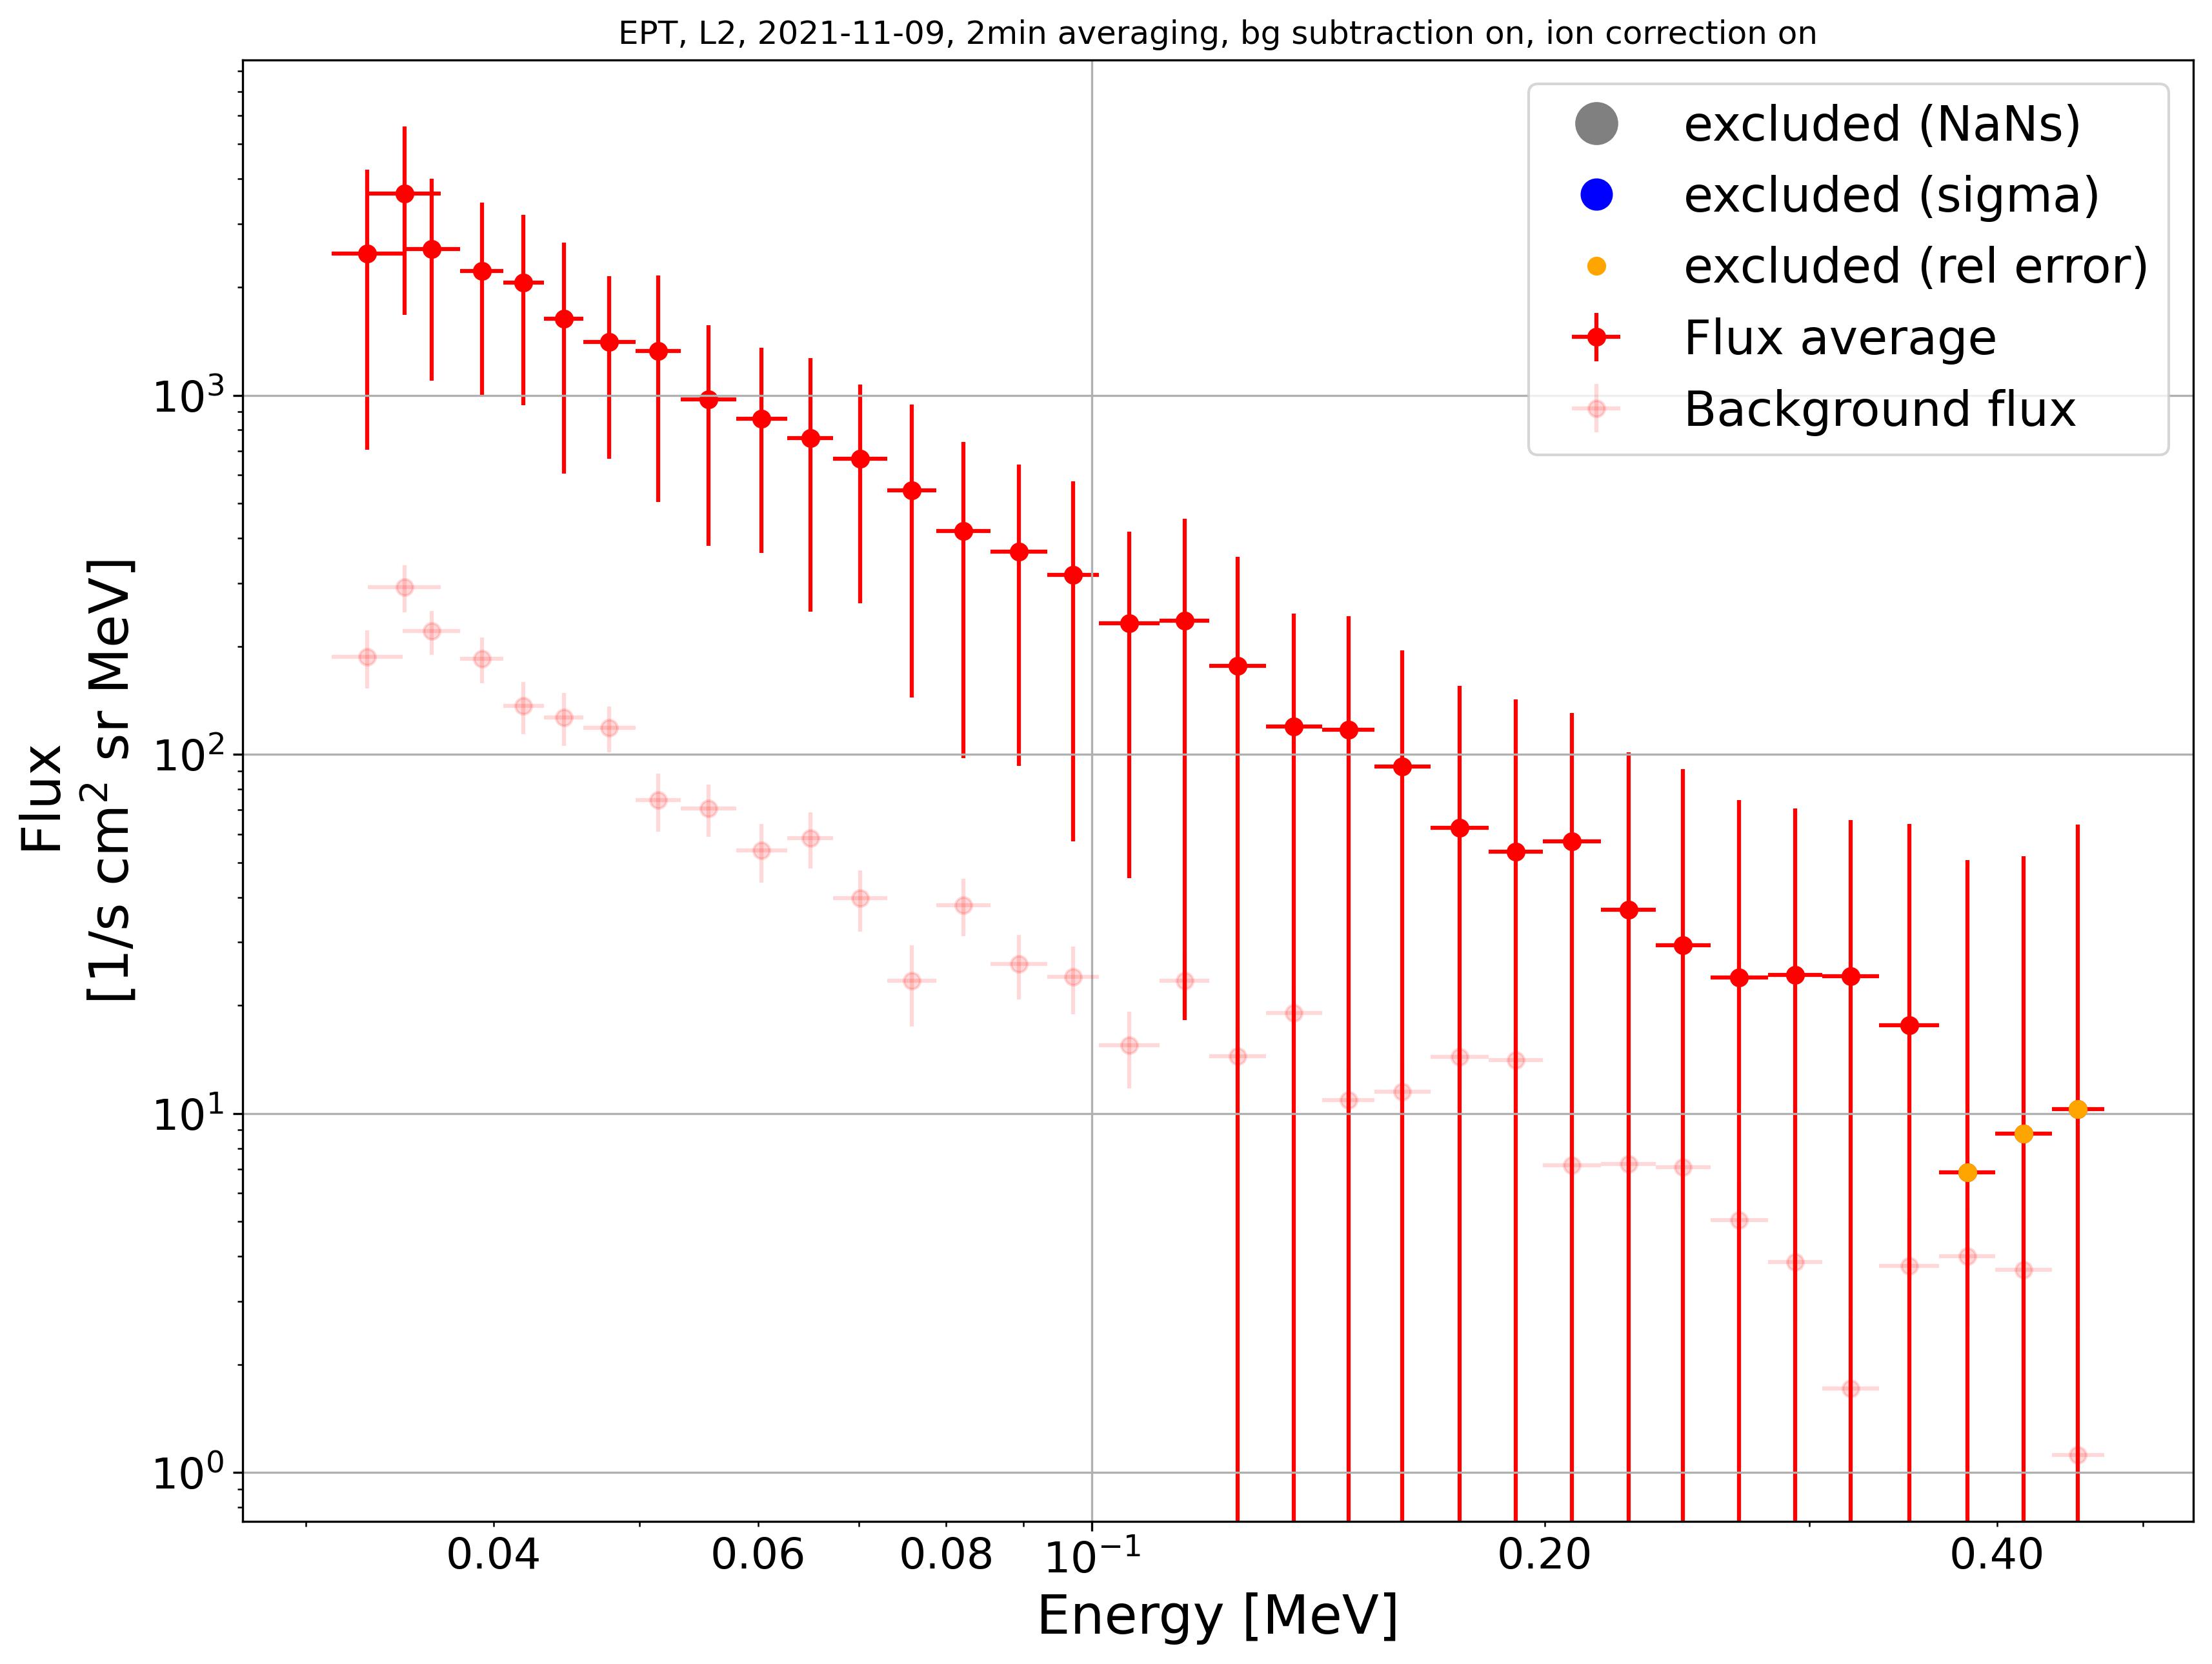 EPT, L2, 2021-11-09, 2min averaging, bg subtraction on, ion correction on
excluded (NaNs)
excluded (sigma)
excluded (rel error)
Flux average
Background flux
Flux
[1/s cm² sr MeV]
10³
10²
10¹
10⁰
0.04
0.06
0.08
10⁻¹
0.20
0.40
Energy [MeV]